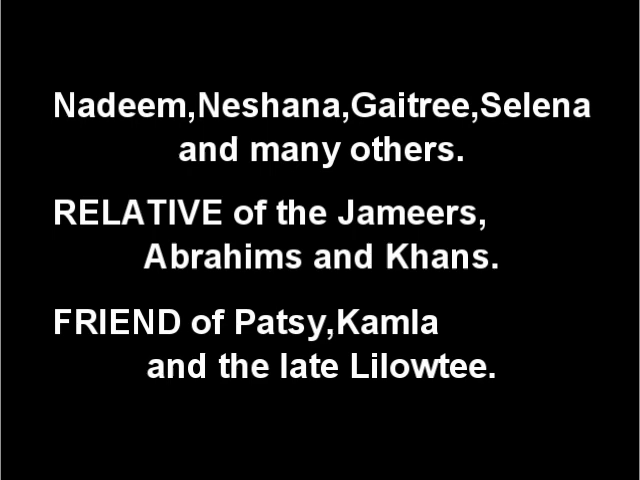 Nadeem,Neshana,Gaitree,Selena
and many others.
RELATIVE of the Jameers,
Abrahims and Khans.
FRIEND of Patsy,Kamla
and the late Lilowtee.